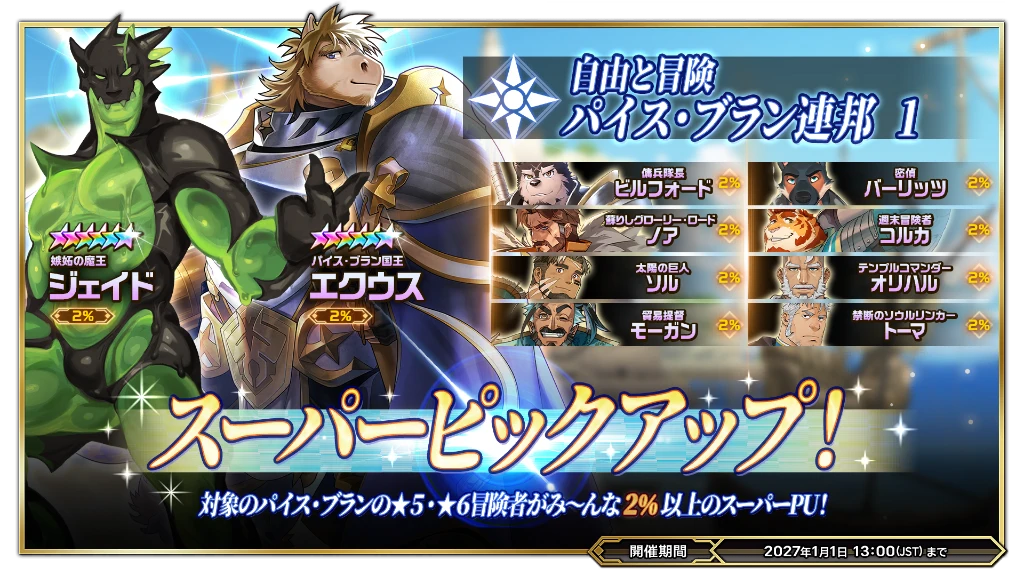 自由と冒険
パイス・ブラン連邦 1
嫉妬の魔王
ジェイド
2%
パイス・ブラン国王
エクウス
2%
傭兵隊長
ビルフォード
2%
密偵
バーリッツ
2%
蘇りしグローリー・ロード
ノア
2%
週末冒険者
コルカ
2%
太陽の巨人
ソル
2%
テンプルコマンダー
オリハル
2%
貿易提督
モーガン
2%
禁断のソウルリンカー
トーマ
2%
スーパーピックアップ!
対象のパイス・ブランの★5・★6冒険者がみ〜んな2%以上のスーパーPU!
開催期間
2027年1月1日 13:00(JST)まで